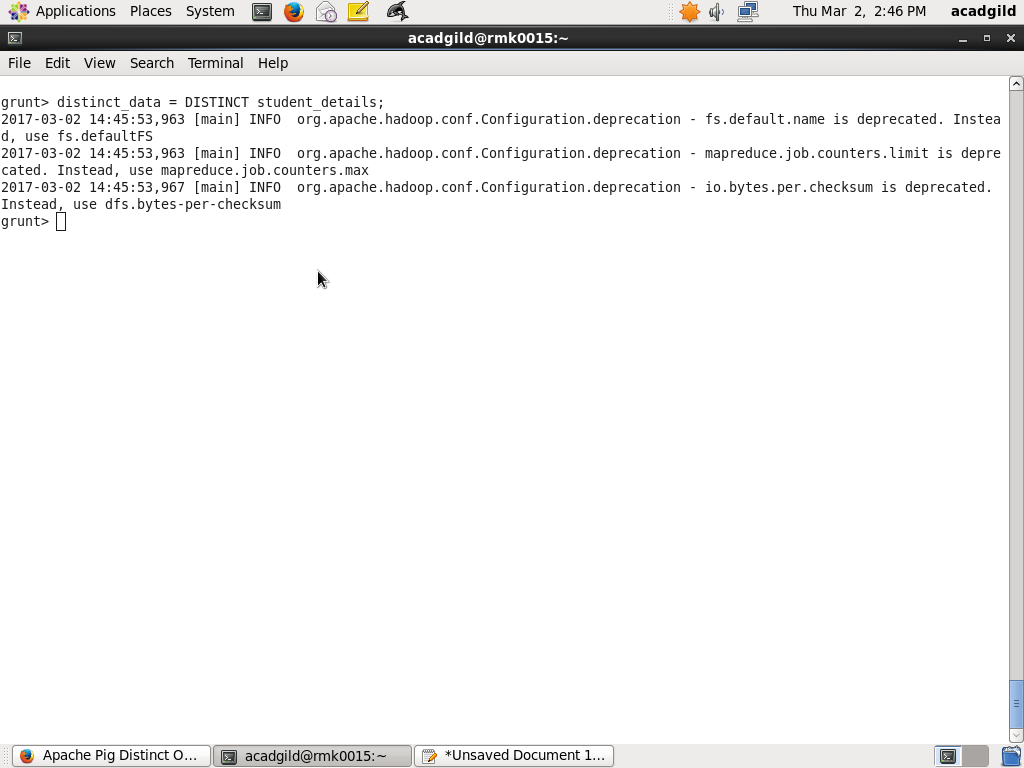 Applications Places System Thu Mar 2, 2:46 PM acadgild
acadgild@rmk0015:~
File Edit View Search Terminal Help
grunt> distinct_data = DISTINCT student_details;
2017-03-02 14:45:53,963 [main] INFO  org.apache.hadoop.conf.Configuration.deprecation - fs.default.name is deprecated. Instea
d, use fs.defaultFS
2017-03-02 14:45:53,963 [main] INFO  org.apache.hadoop.conf.Configuration.deprecation - mapreduce.job.counters.limit is depre
cated. Instead, use mapreduce.job.counters.max
2017-03-02 14:45:53,967 [main] INFO  org.apache.hadoop.conf.Configuration.deprecation - io.bytes.per.checksum is deprecated.
Instead, use dfs.bytes-per-checksum
grunt>
Apache Pig Distinct O... acadgild@rmk0015:~ *Unsaved Document 1...